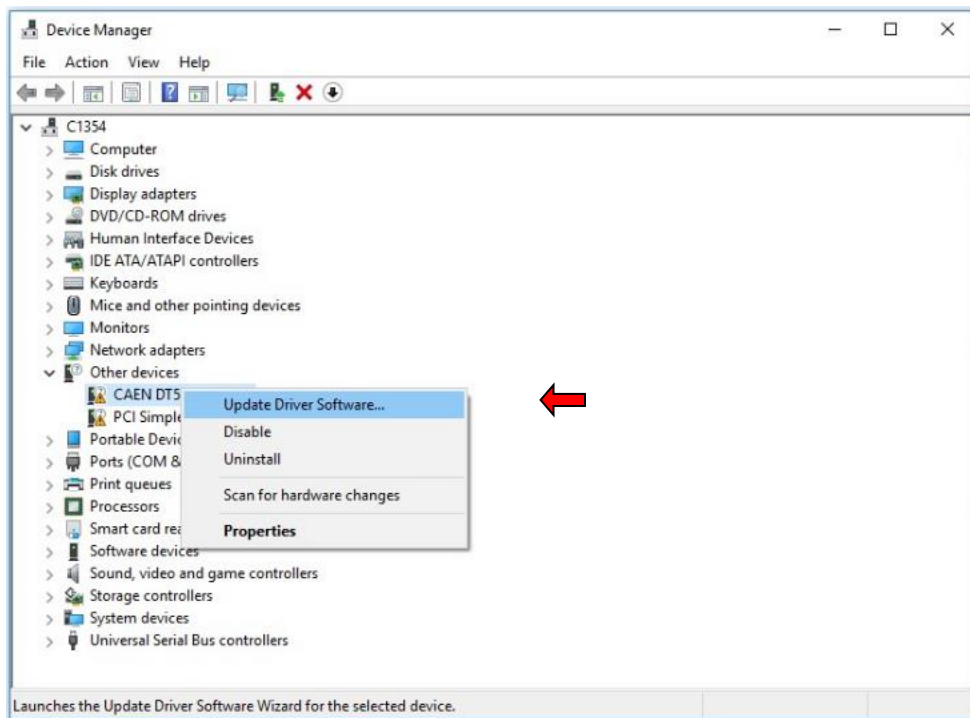 Device Manager
File Action View Help
C1354
Computer
Disk drives
Display adapters
DVD/CD-ROM drives
Human Interface Devices
IDE ATA/ATAPI controllers
Keyboards
Mice and other pointing devices
Monitors
Network adapters
Other devices
CAEN DT5
PCI Simple
Portable Devic
Ports (COM &
Print queues
Processors
Smart card rea
Software devices
Sound, video and game controllers
Storage controllers
System devices
Universal Serial Bus controllers
Update Driver Software...
Disable
Uninstall
Scan for hardware changes
Properties
Launches the Update Driver Software Wizard for the selected device.